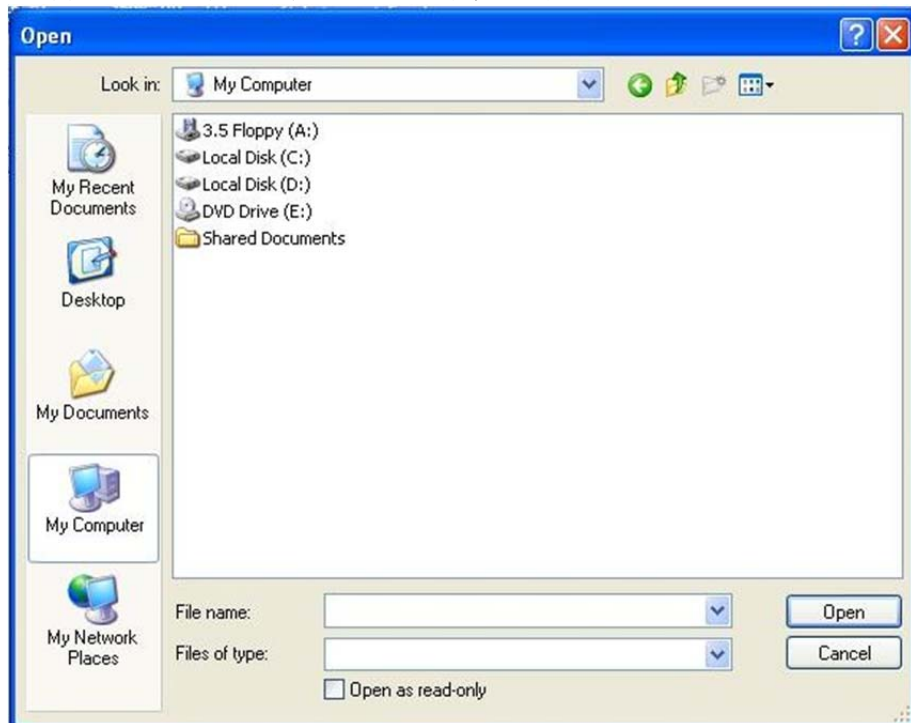 Open
Look in:
My Computer
3.5 Floppy (A:)
Local Disk (C:)
Local Disk (D:)
DVD Drive (E:)
Shared Documents
My Recent
Documents
Desktop
My Documents
My Computer
My Network
Places
File name:
Open
Files of type:
Cancel
Open as read-only